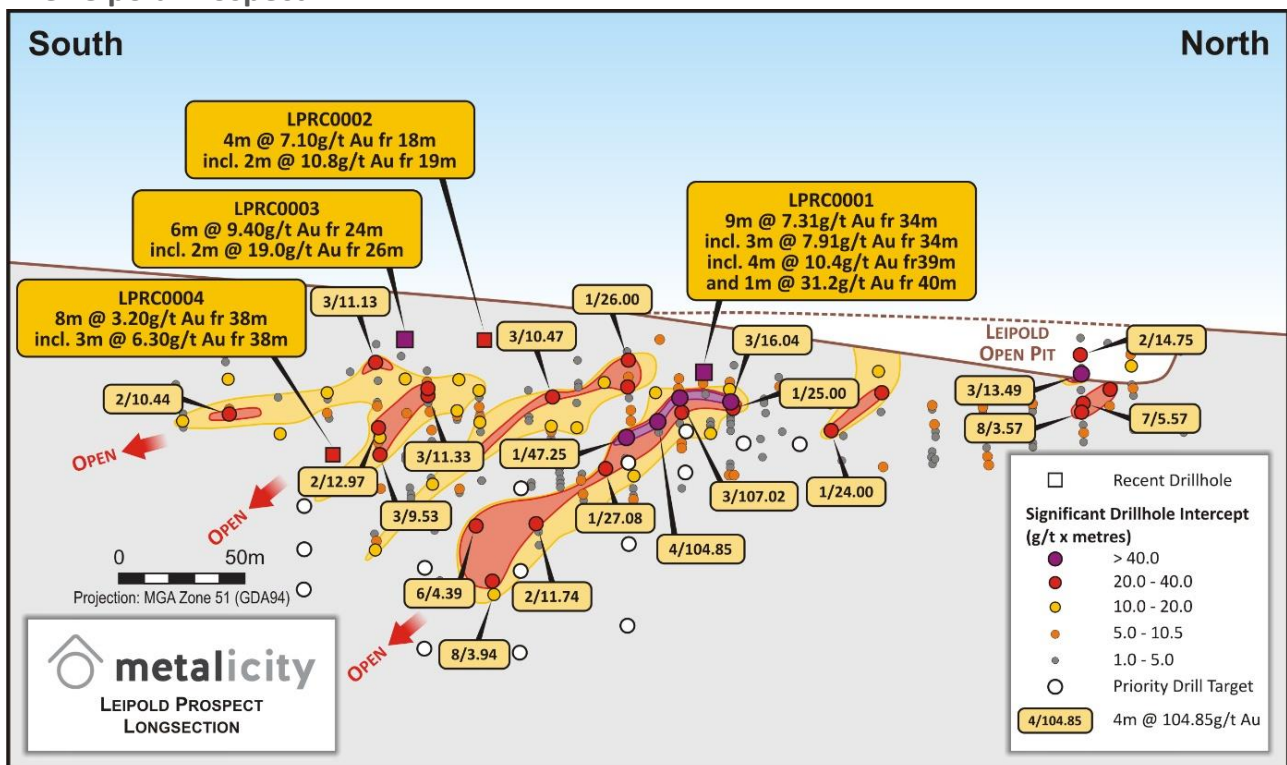 South
North
LPRC0002
4m @ 7.10g/t Au fr 18m
incl. 2m @ 10.8g/t Au fr 19m
LPRC0003
6m @ 9.40g/t Au fr 24m
incl. 2m @ 19.0g/t Au fr 26m
LPRC0001
9m @ 7.31g/t Au fr 34m
incl. 3m @ 7.91g/t Au fr 34m
incl. 4m @ 10.4g/t Au fr39m
and 1m @ 31.2g/t Au fr 40m
LPRC0004
8m @ 3.20g/t Au fr 38m
incl. 3m @ 6.30g/t Au fr 38m
3/11.13
1/26.00
3/10.47
3/16.04
LEIPOLD
OPEN PIT
2/14.75
2/10.44
1/25.00
3/13.49
8/3.57
7/5.57
OPEN
2/12.97
3/11.33
1/47.25
3/107.02
1/24.00
OPEN
3/9.53
1/27.08
4/104.85
6/4.39
2/11.74
8/3.94
OPEN
0 50m
Projection: MGA Zone 51 (GDA94)
metalicity
LEIPOLD PROSPECT
LONGSECTION
Recent Drillhole
Significant Drillhole Intercept
(g/t x metres)
> 40.0
20.0 - 40.0
10.0 - 20.0
5.0 - 10.5
1.0 - 5.0
Priority Drill Target
4/104.85 4m @ 104.85g/t Au